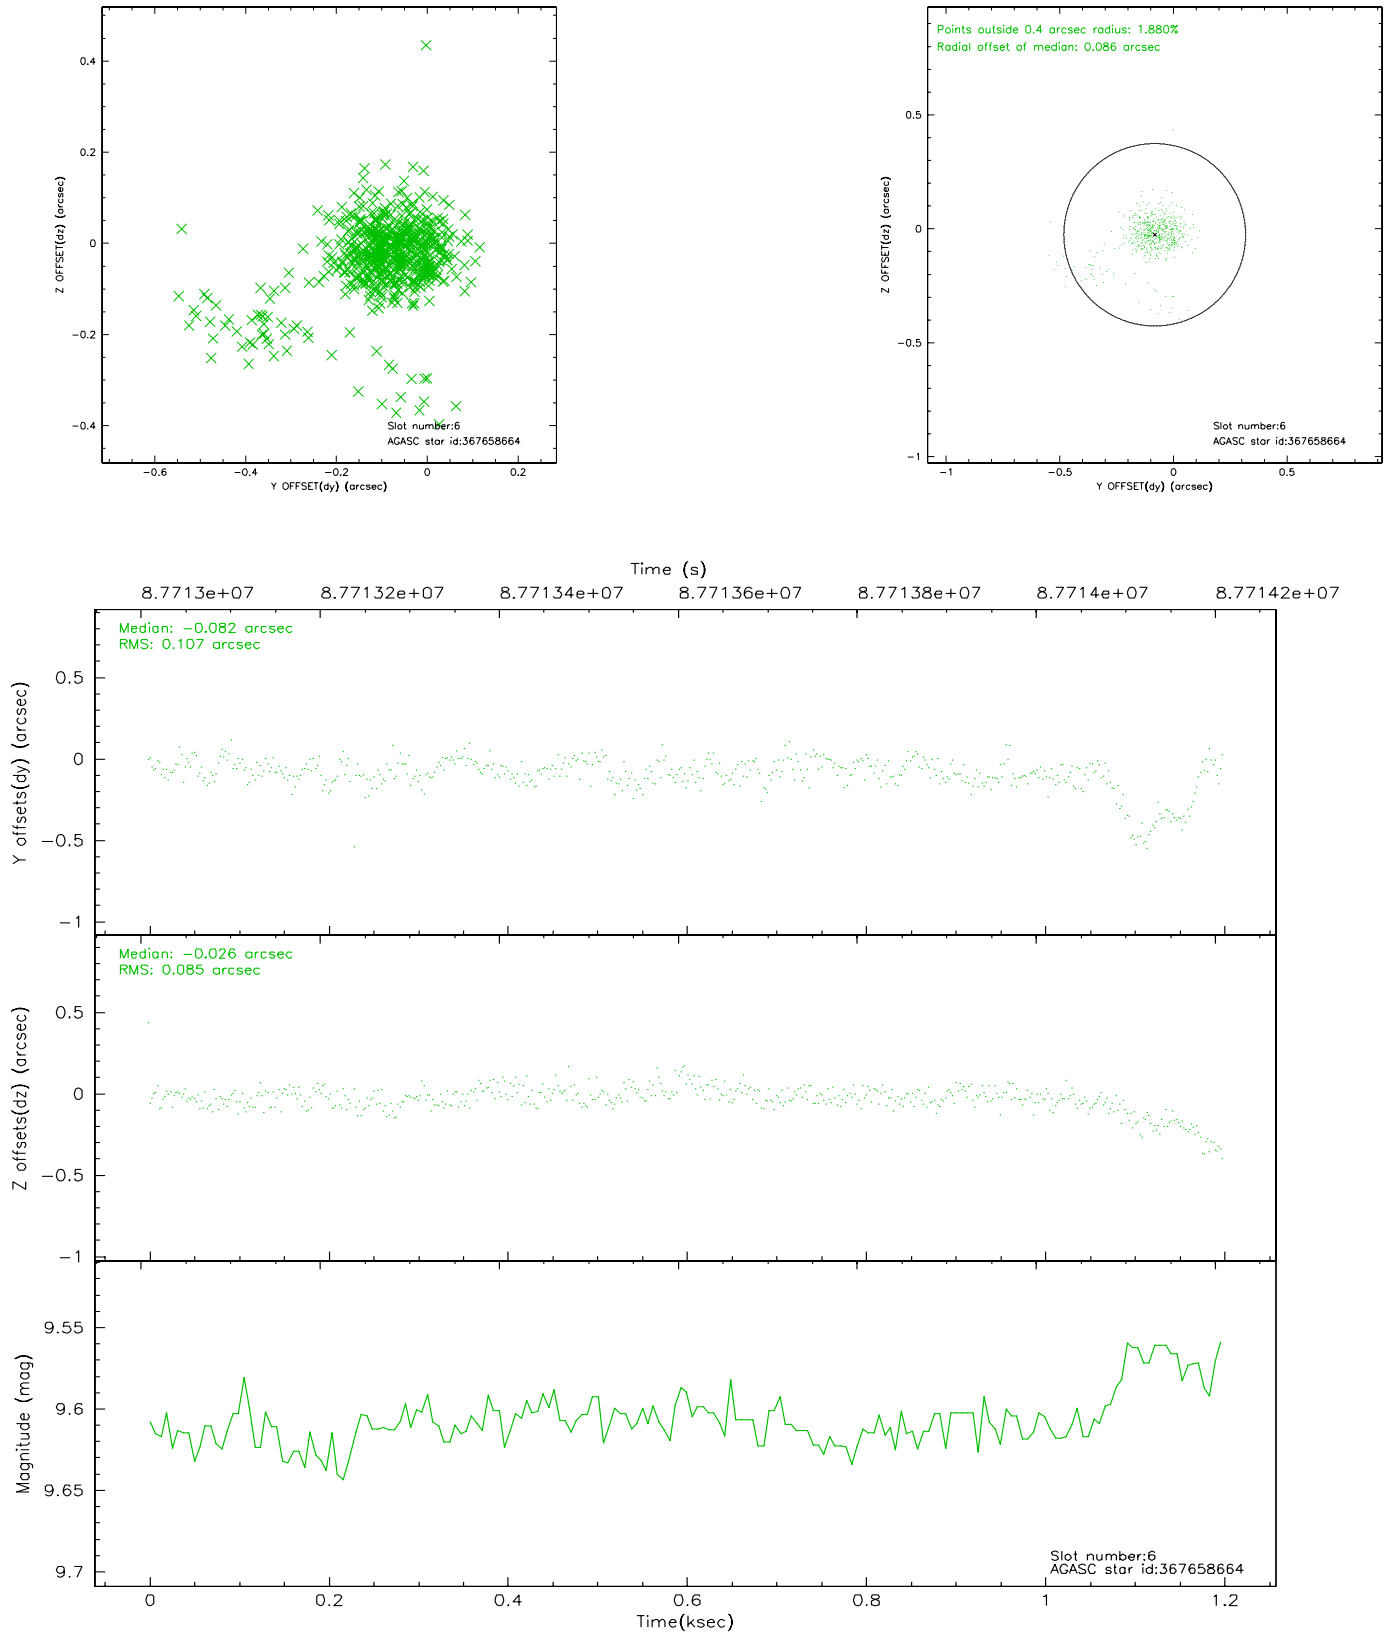 0.4
0.2
0
-0.2
-0.4
Z OFFSET(dz) (arcsec)
Slot number:6
AGASC star id:367658664
-0.6 -0.4 -0.2 0 0.2
Y OFFSET(dy) (arcsec)
Points outside 0.4 arcsec radius: 1.880%
Radial offset of median: 0.086 arcsec
0.5
0
-0.5
-1
Z OFFSET(dz) (arcsec)
Slot number:6
AGASC star id:367658664
-1 -0.5 0 0.5
Y OFFSET(dy) (arcsec)
Time (s)
8.7713e+07 8.77132e+07 8.77134e+07 8.77136e+07 8.77138e+07 8.7714e+07 8.77142e+07
Median: -0.082 arcsec
RMS: 0.107 arcsec
0.5
0
-0.5
-1
Y offsets(dy) (arcsec)
Median: -0.026 arcsec
RMS: 0.085 arcsec
0.5
0
-0.5
-1
Z offsets(dz) (arcsec)
9.55
9.6
9.65
9.7
Magnitude (mag)
Slot number:6
AGASC star id:367658664
0 0.2 0.4 0.6 0.8 1 1.2
Time(ksec)